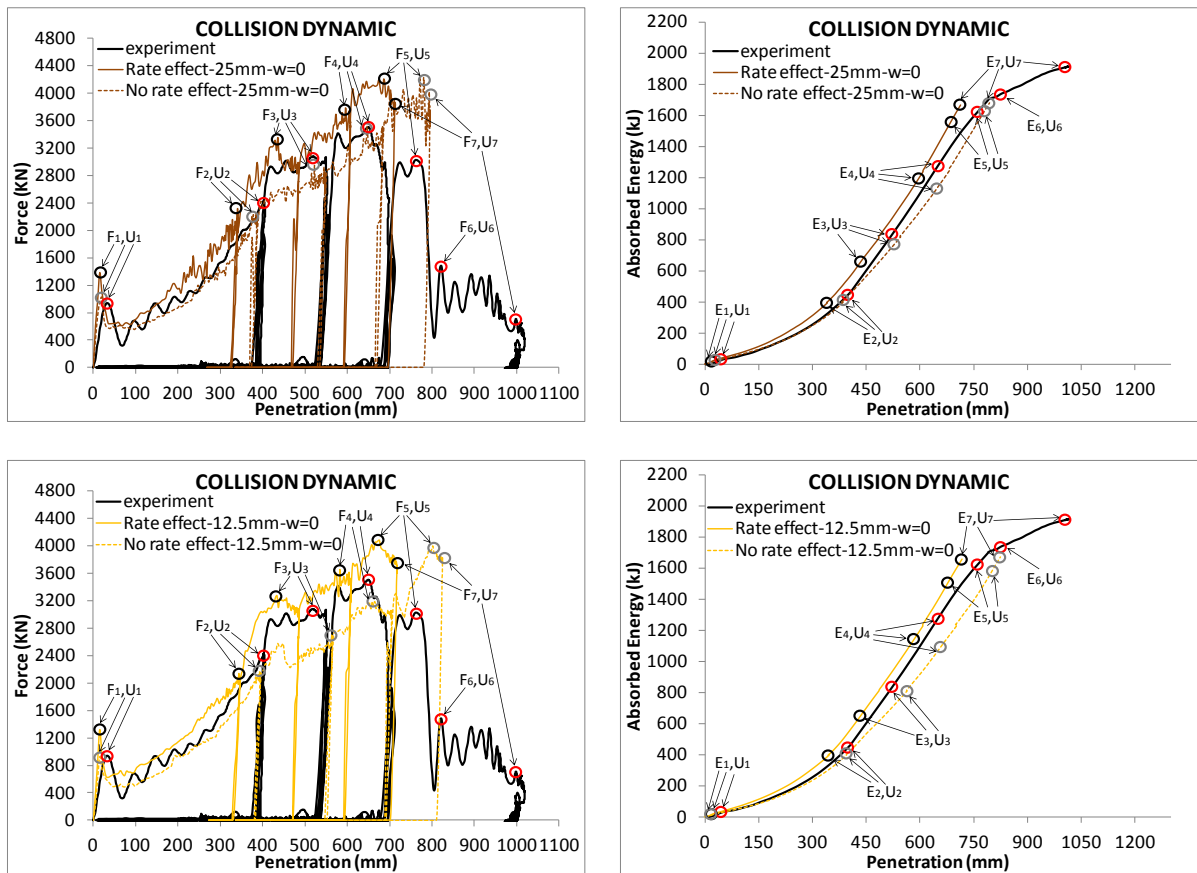 COLLISION DYNAMIC
experiment
Rate effect-25mm-w=0
No rate effect-25mm-w=0
Force (KN)
4800
4400
4000
3600
3200
2800
2400
2000
1600
1200
800
400
0
F1,U1
F2,U2
F3,U3
F4,U4
F5,U5
F7,U7
F6,U6
0 100 200 300 400 500 600 700 800 900 1000 1100
Penetration (mm)
COLLISION DYNAMIC
experiment
Rate effect-25mm-w=0
No rate effect-25mm-w=0
Absorbed Energy (kJ)
2200
2000
1800
1600
1400
1200
1000
800
600
400
200
0
E7,U7
E6,U6
E5,U5
E4,U4
E3,U3
E2,U2
E1,U1
0 150 300 450 600 750 900 1050 1200
Penetration (mm)
COLLISION DYNAMIC
experiment
Rate effect-12.5mm-w=0
No rate effect-12.5mm-w=0
Force (KN)
4800
4400
4000
3600
3200
2800
2400
2000
1600
1200
800
400
0
F1,U1
F2,U2
F3,U3
F4,U4
F5,U5
F7,U7
F6,U6
0 100 200 300 400 500 600 700 800 900 1000 1100
Penetration (mm)
COLLISION DYNAMIC
experiment
Rate effect-12.5mm-w=0
No rate effect-12.5mm-w=0
Absorbed Energy (kJ)
2200
2000
1800
1600
1400
1200
1000
800
600
400
200
0
E7,U7
E6,U6
E5,U5
E4,U4
E3,U3
E2,U2
E1,U1
0 150 300 450 600 750 900 1050 1200
Penetration (mm)